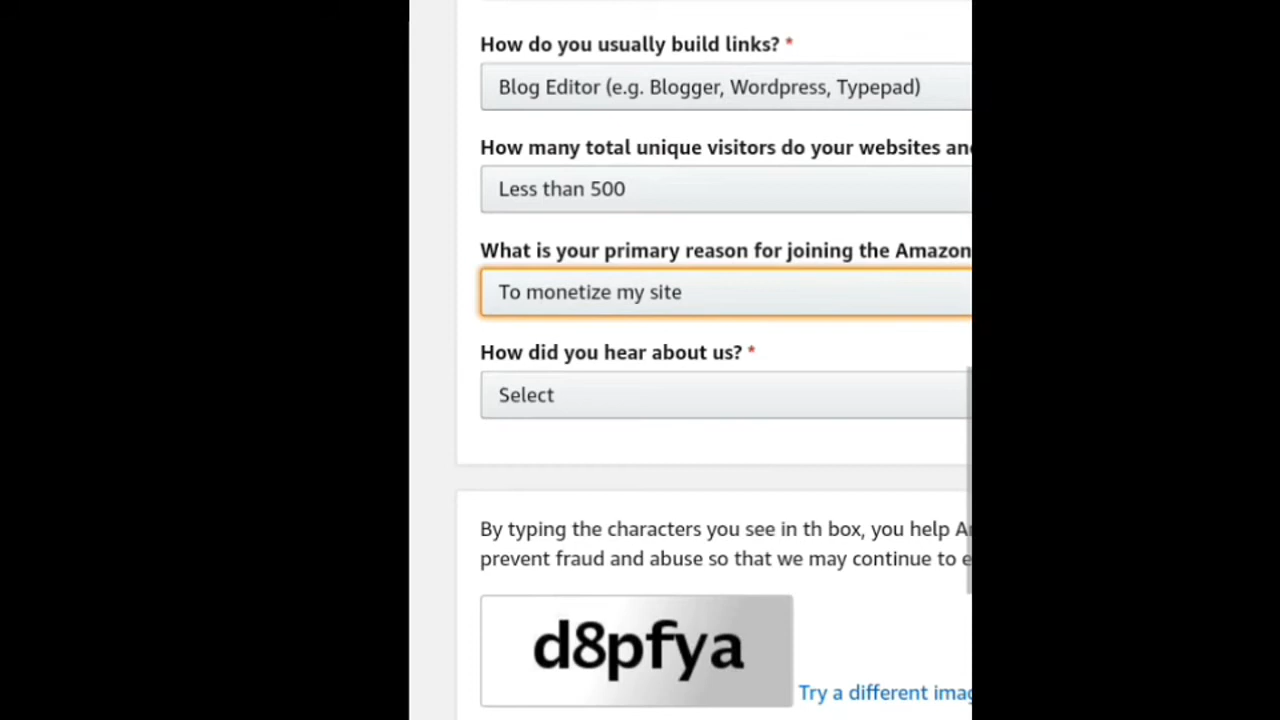 How do you usually build links? *
Blog Editor (e.g. Blogger, Wordpress, Typepad)
How many total unique visitors do your websites
Less than 500
What is your primary reason for joining the Amazon
To monetize my site
How did you hear about us? *
Select
By typing the characters you see in th box, you help
prevent fraud and abuse so that we may continue to
d8pfya
Try a different